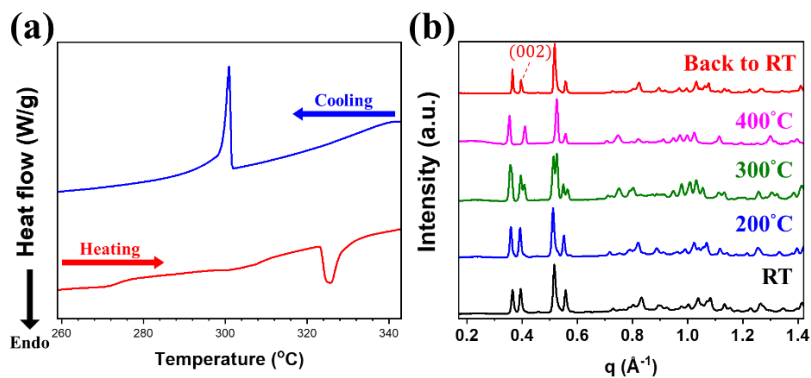 (a)
Heat flow (W/g)
Endo
Cooling
Heating
260 280 300 320 340
Temperature (°C)
(b)
Intensity (a.u.)
(002)
Back to RT
400°C
300°C
200°C
RT
0.2 0.4 0.6 0.8 1.0 1.2 1.4
q (Å⁻¹)